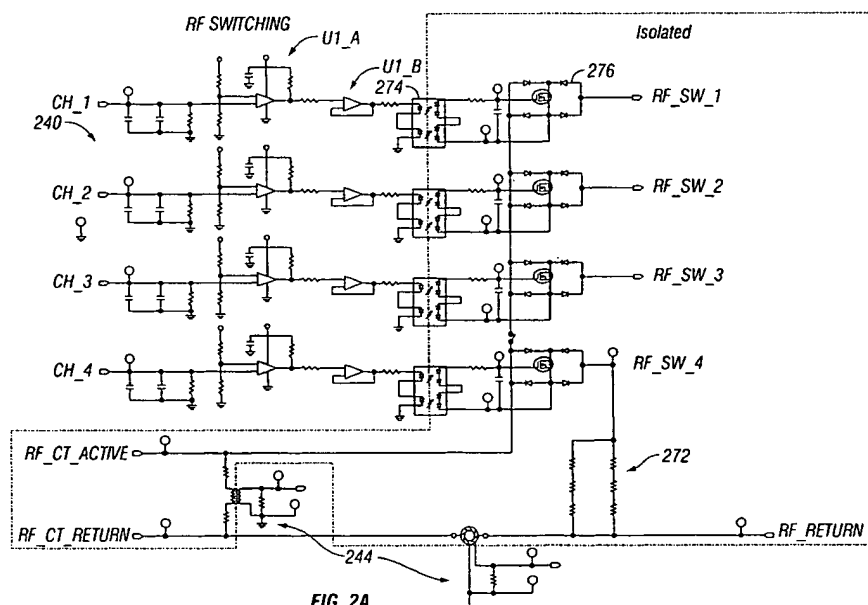 RF SWITCHING
U1_A
Isolated
U1_B
274
276
CH_1
RF_SW_1
240
CH_2
RF_SW_2
CH_3
RF_SW_3
CH_4
RF_SW_4
RF_CT_ACTIVE
272
RF_CT_RETURN
244
RF_RETURN
FIG. 2A